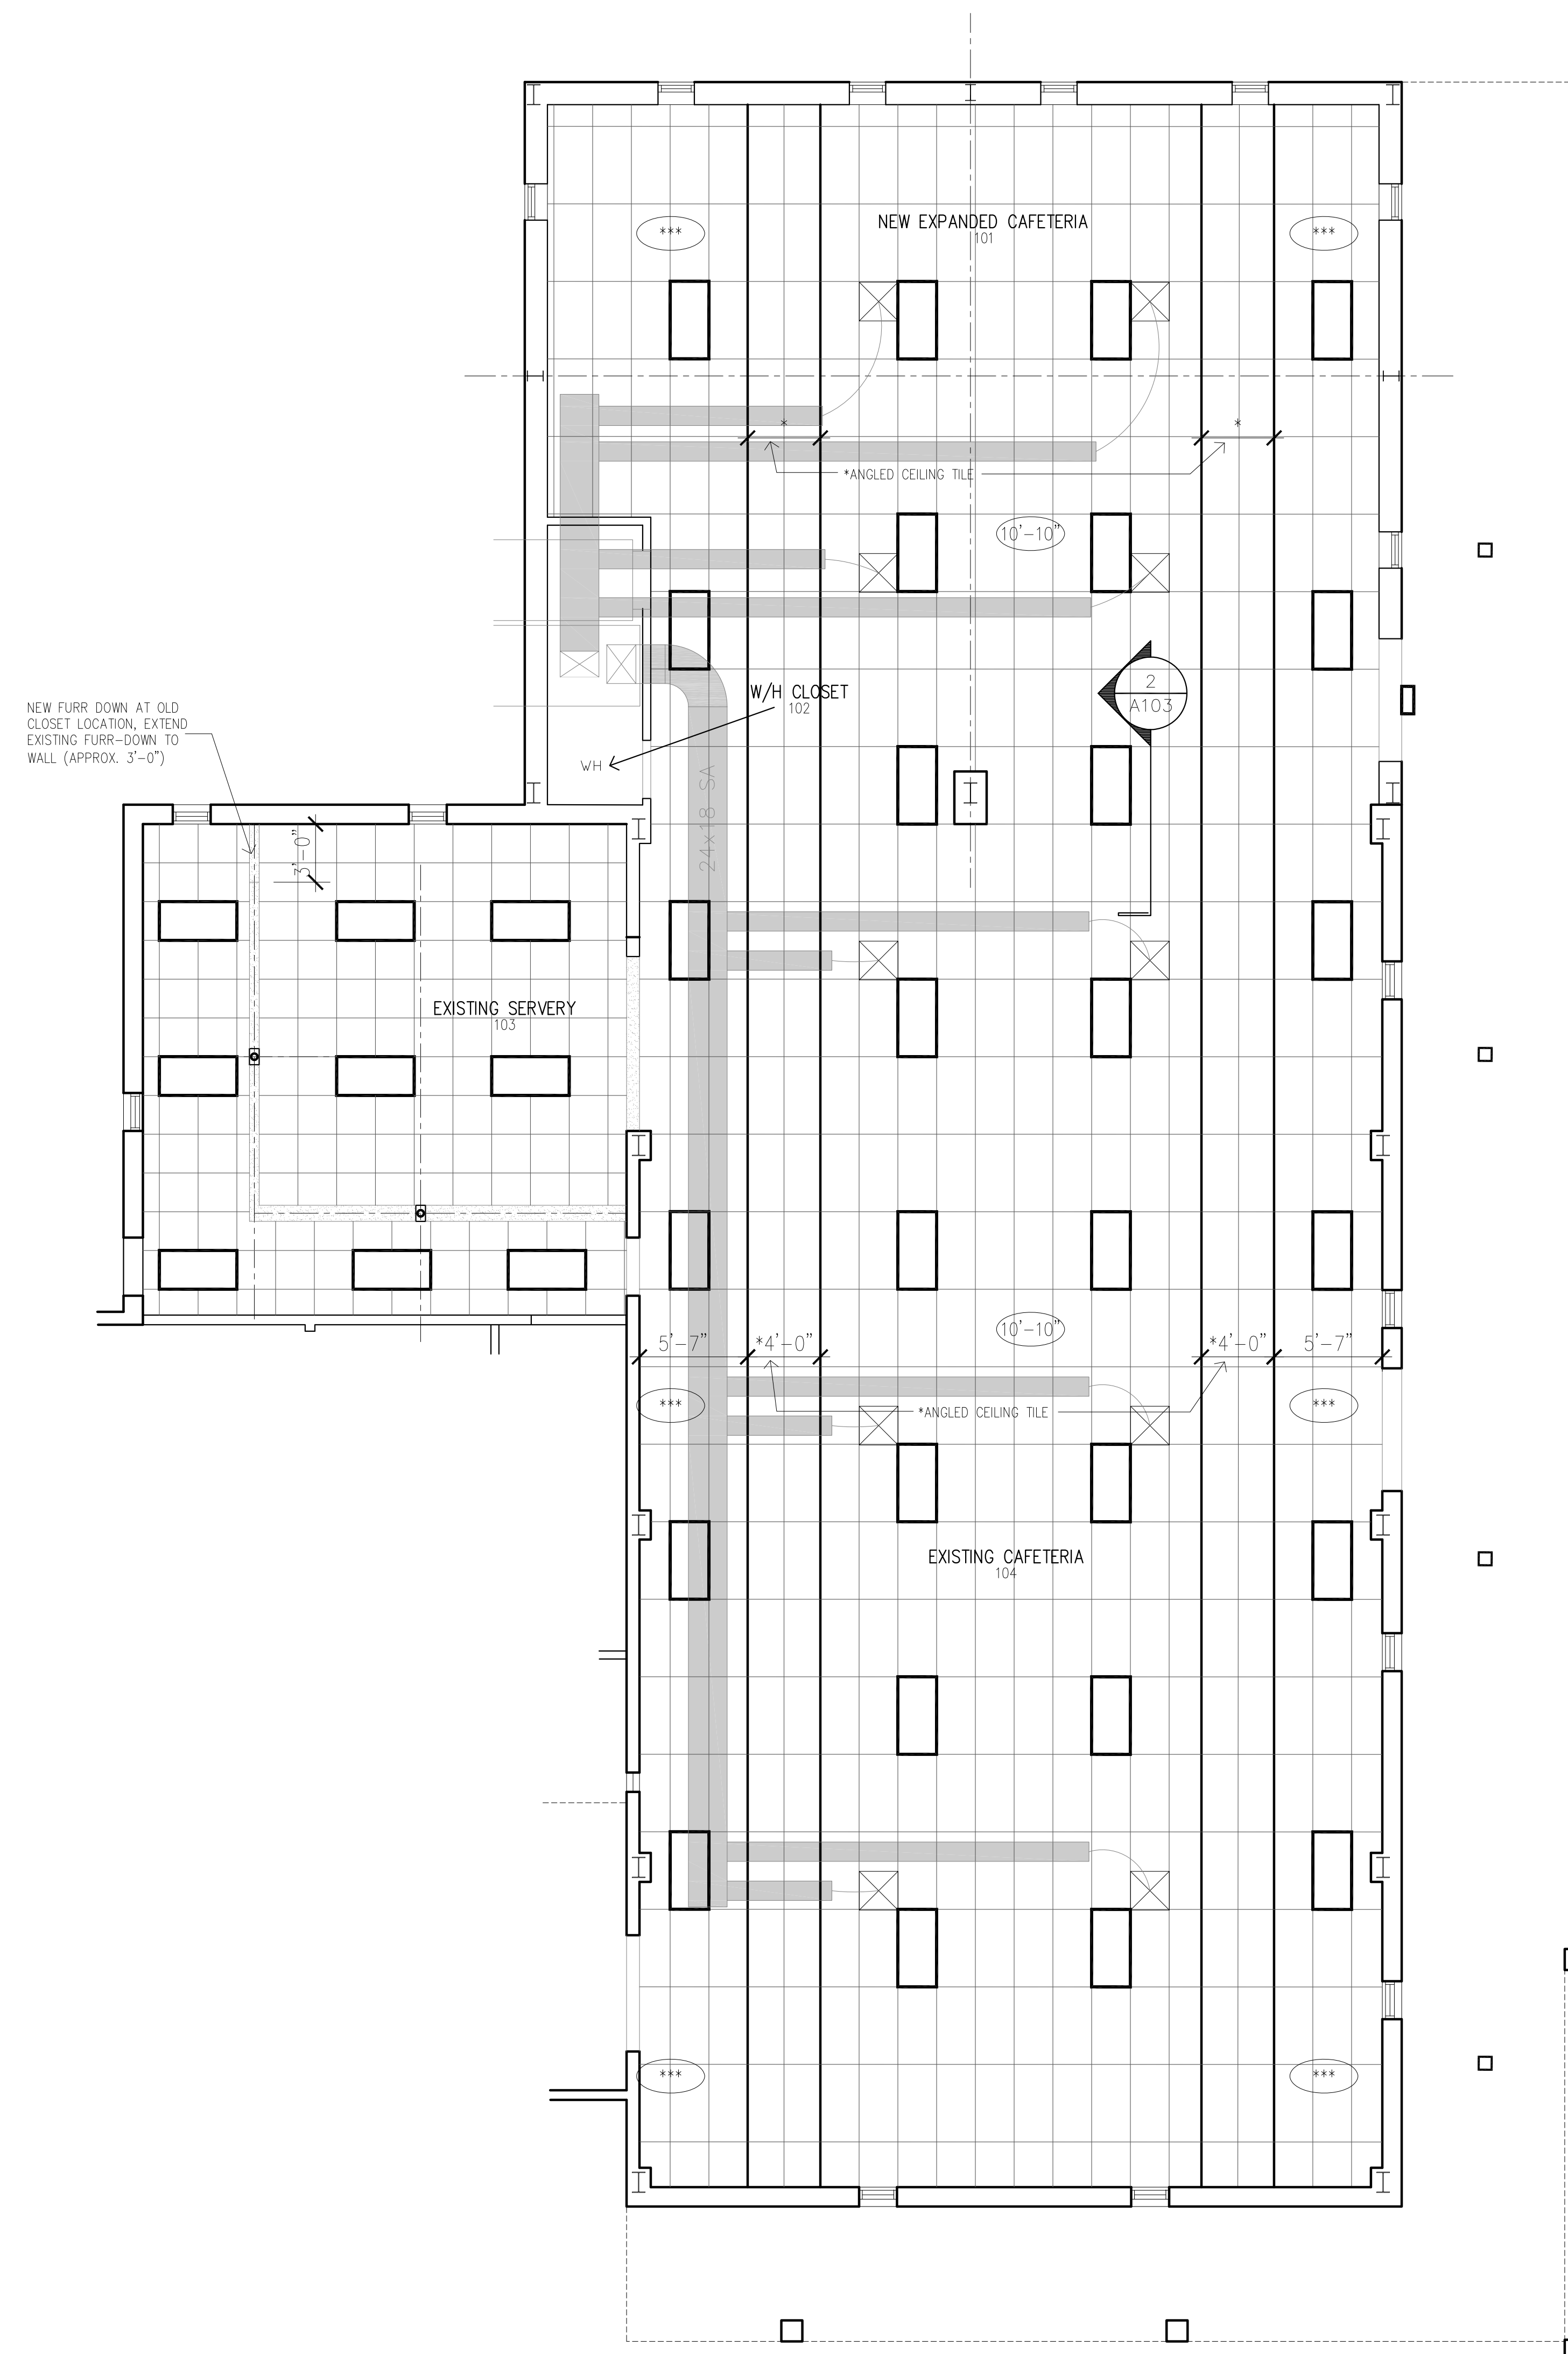 NEW EXPANDED CAFETERIA
101
***
***
*
*
*ANGLED CEILING TILE
10'-10"
2
A103
W/H CLOSET
102
NEW FURR DOWN AT OLD
CLOSET LOCATION, EXTEND
EXISTING FURR-DOWN TO
WALL (APPROX. 3'-0")
WH
24x18 SA
3'-0"
EXISTING SERVERY
103
10'-10"
5'-7"
*4'-0"
*4'-0"
5'-7"
***
***
*ANGLED CEILING TILE
EXISTING CAFETERIA
104
***
***